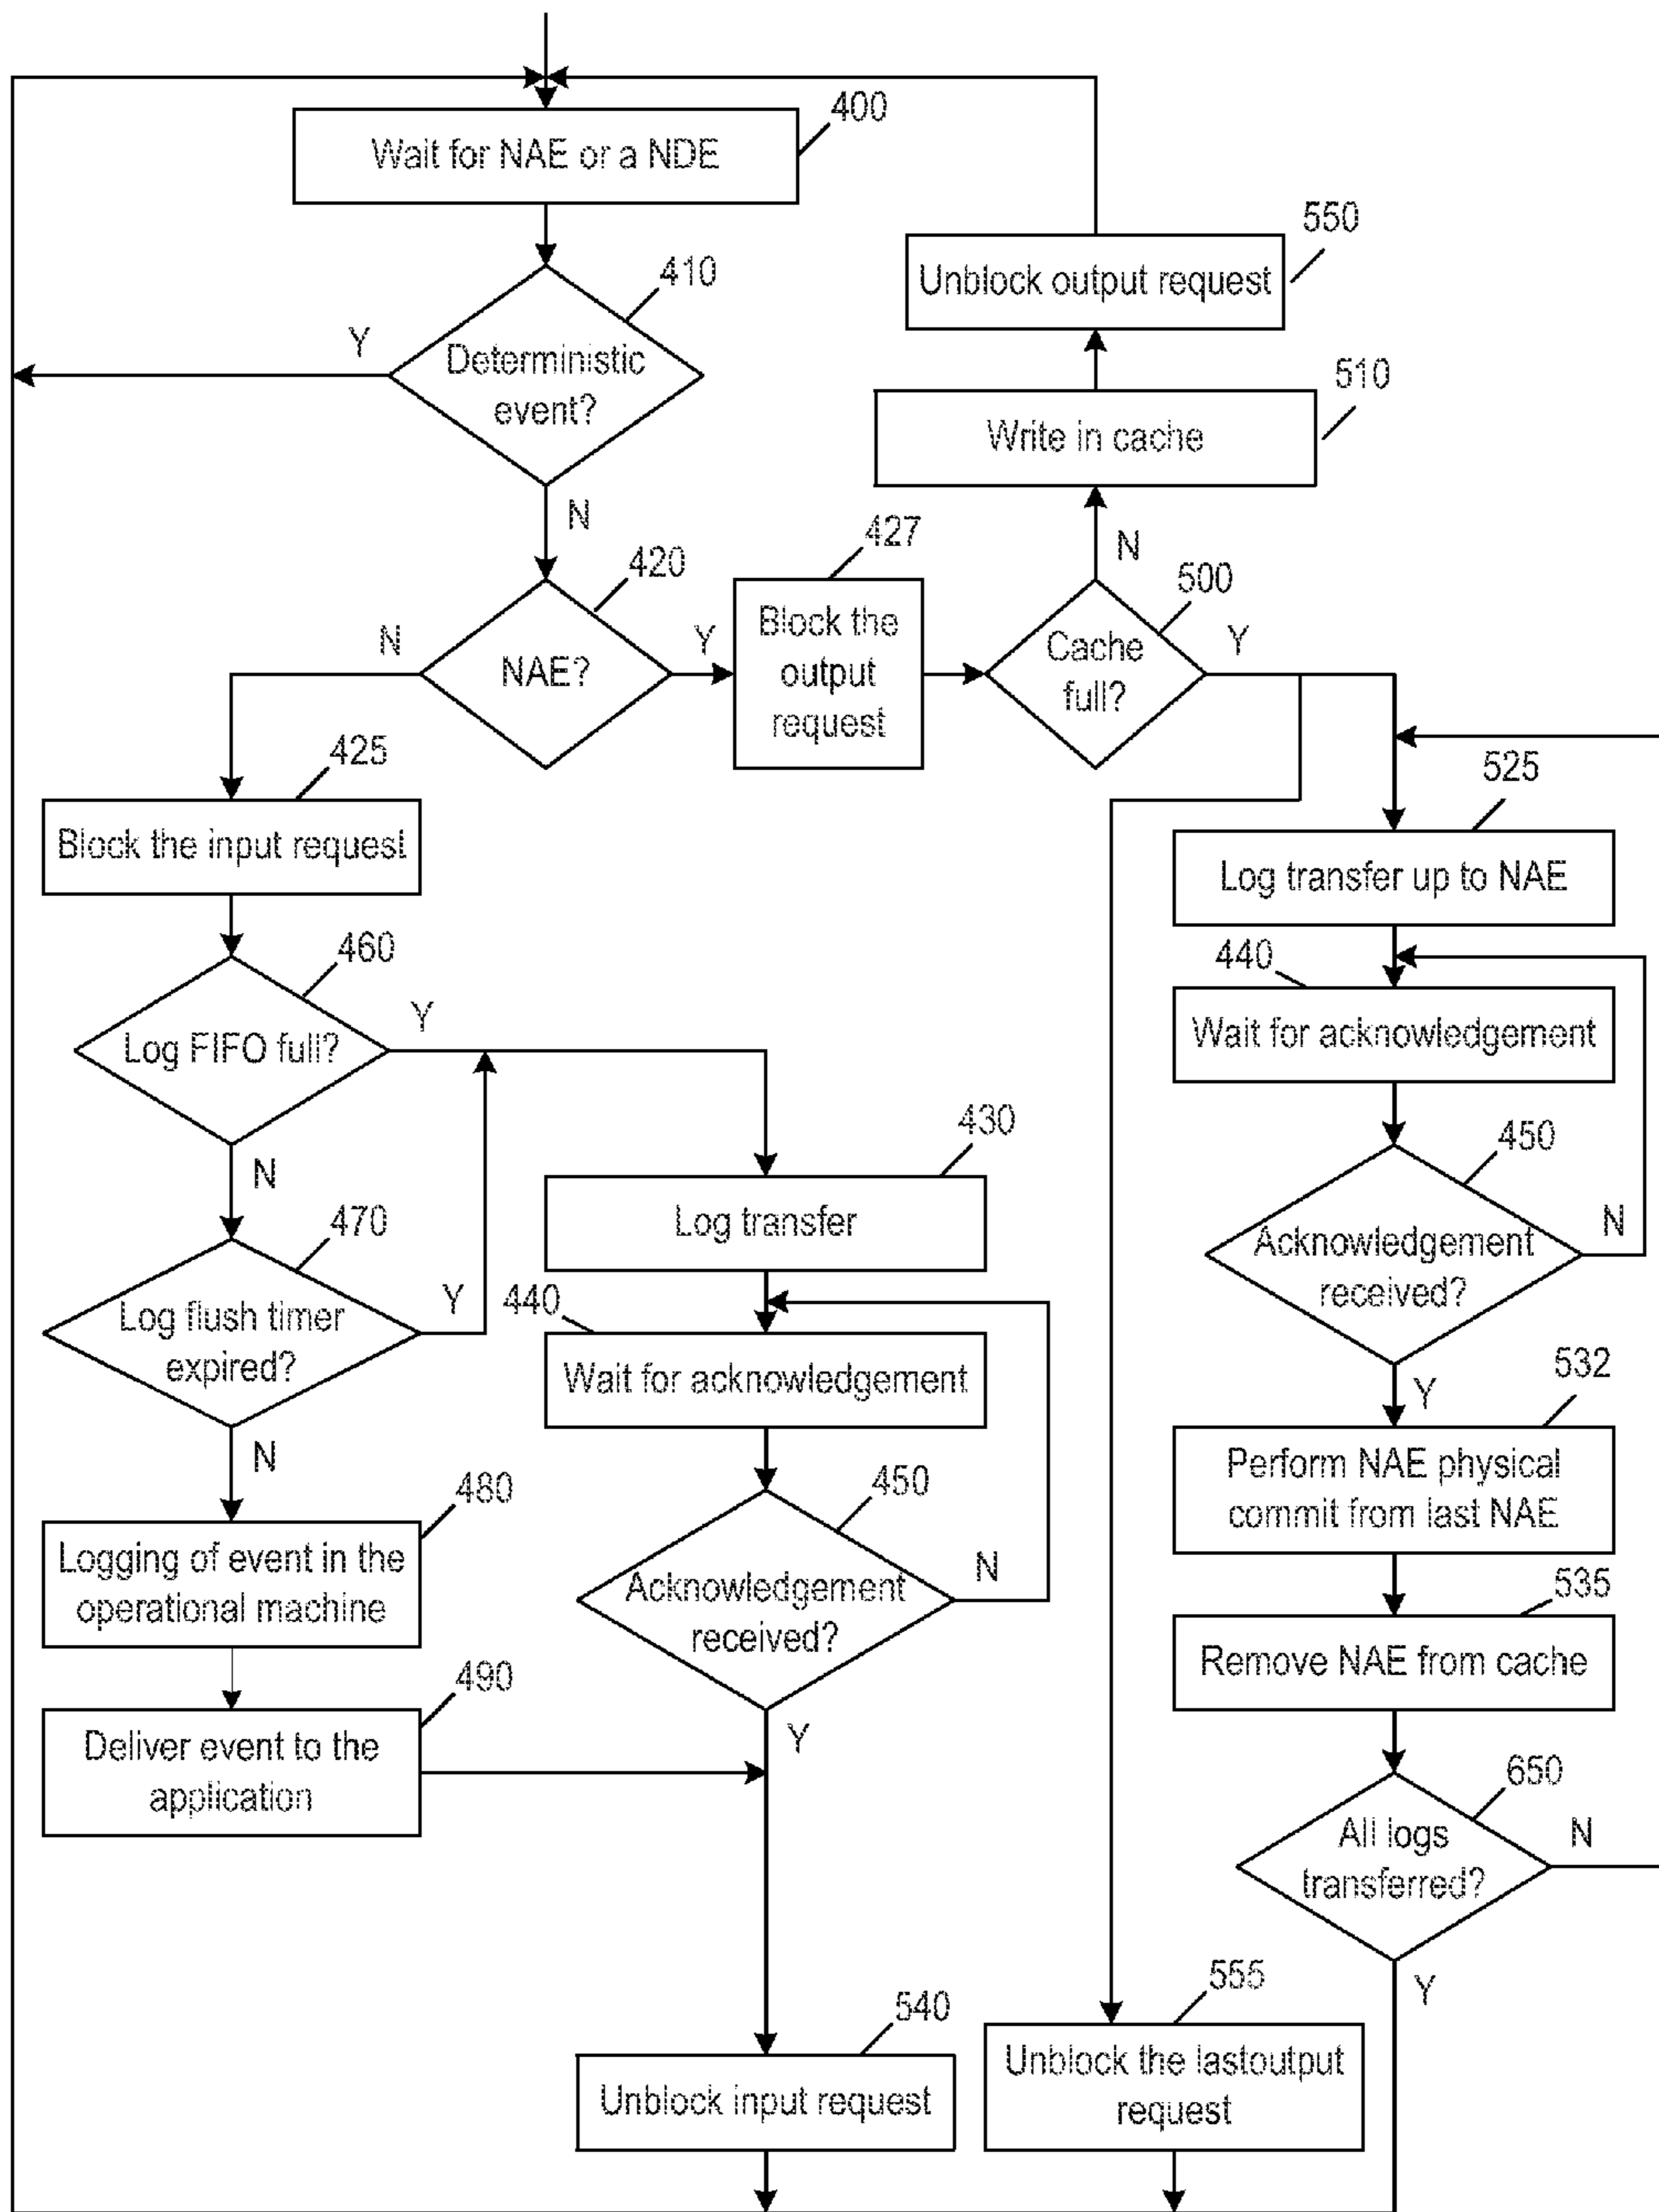 400
Wait for NAE or a NDE
550
Unblock output request
410
Y
Deterministic
event?
510
Write in cache
N
427
N
420
500
Block the
output
request
N
NAE?
Y
Cache
full?
Y
425
Block the input request
525
Log transfer up to NAE
460
440
Y
Log FIFO full?
Wait for acknowledgement
430
450
N
Log transfer
470
N
Acknowledgement
received?
440
Y
Log flush timer
expired?
532
Wait for acknowledgement
Y
Perform NAE physical
commit from last NAE
N
480
450
Logging of event in the
operational machine
N
535
Acknowledgement
received?
Remove NAE from cache
490
Y
Deliver event to the
application
650
All logs
transferred?
N
555
Y
540
Unblock the lastoutput
request
Unblock input request